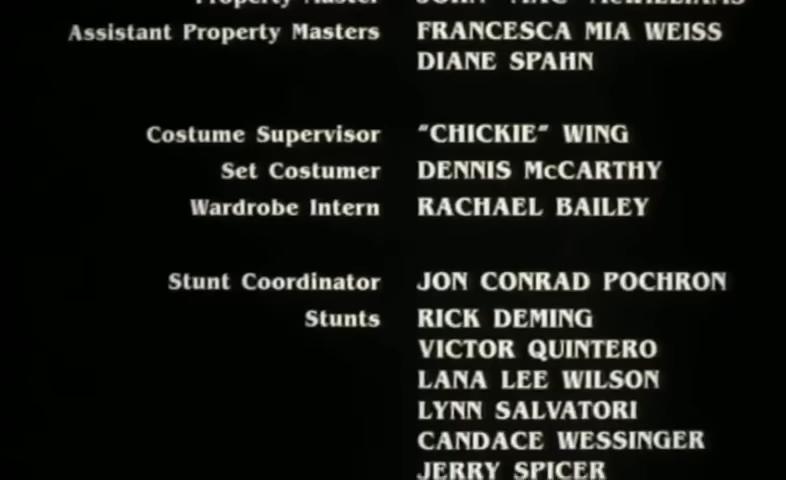 Assistant Property Masters FRANCESCA MIA WEISS
DIANE SPAHN
Costume Supervisor "CHICKIE" WING
Set Costumer DENNIS McCARTHY
Wardrobe Intern RACHAEL BAILEY
Stunt Coordinator JON CONRAD POCHRON
Stunts RICK DEMING
VICTOR QUINTERO
LANA LEE WILSON
LYNN SALVATORI
CANDACE WESSINGER
JERRY SPICER